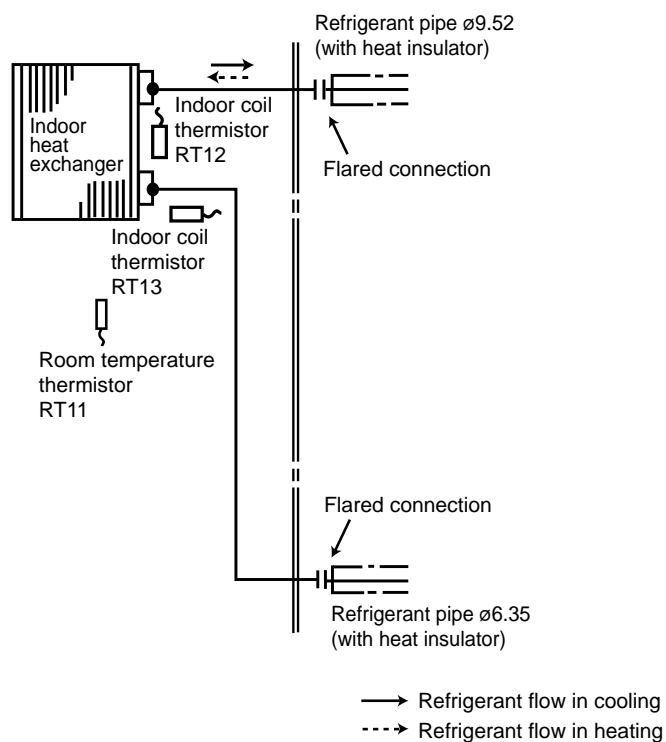 Refrigerant pipe ø9.52
(with heat insulator)
Indoor
heat
exchanger
Indoor coil
thermistor
RT12
Flared connection
Indoor coil
thermistor
RT13
Room temperature
thermistor
RT11
Flared connection
Refrigerant pipe ø6.35
(with heat insulator)
Refrigerant flow in cooling
Refrigerant flow in heating